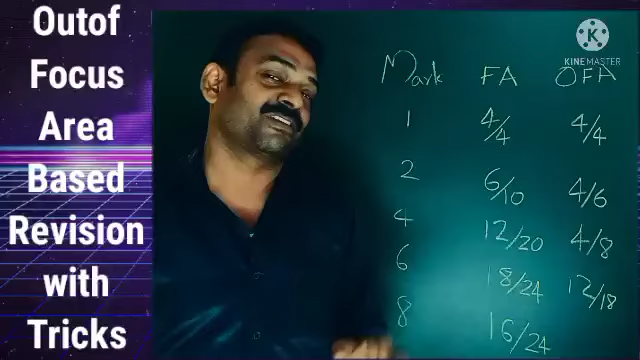 Outof
Focus
Area
Based
Revision
with
Tricks
KINEMASTER
Mark FA OFA
1 4/4 4/4
2 6/10 4/6
4 12/20 4/8
6 18/24 12/18
8 16/24